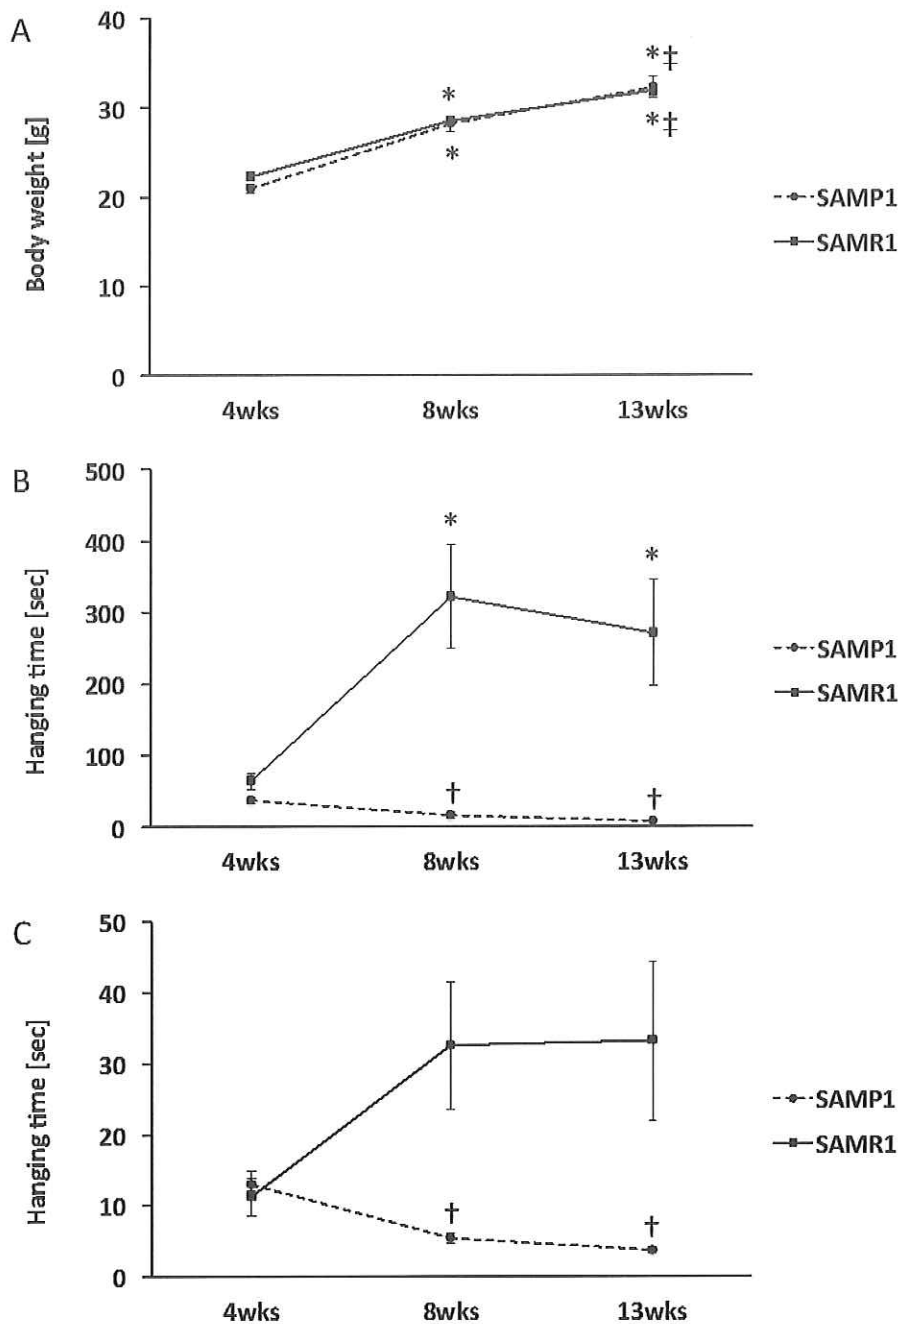 A
Body weight [g]
40
30
20
10
0
*‡
*
*‡
*
4wks 8wks 13wks
SAMP1
SAMR1
B
Hanging time [sec]
500
400
300
200
100
0
*
*
†
†
4wks 8wks 13wks
SAMP1
SAMR1
C
Hanging time [sec]
50
40
30
20
10
0
†
†
4wks 8wks 13wks
SAMP1
SAMR1